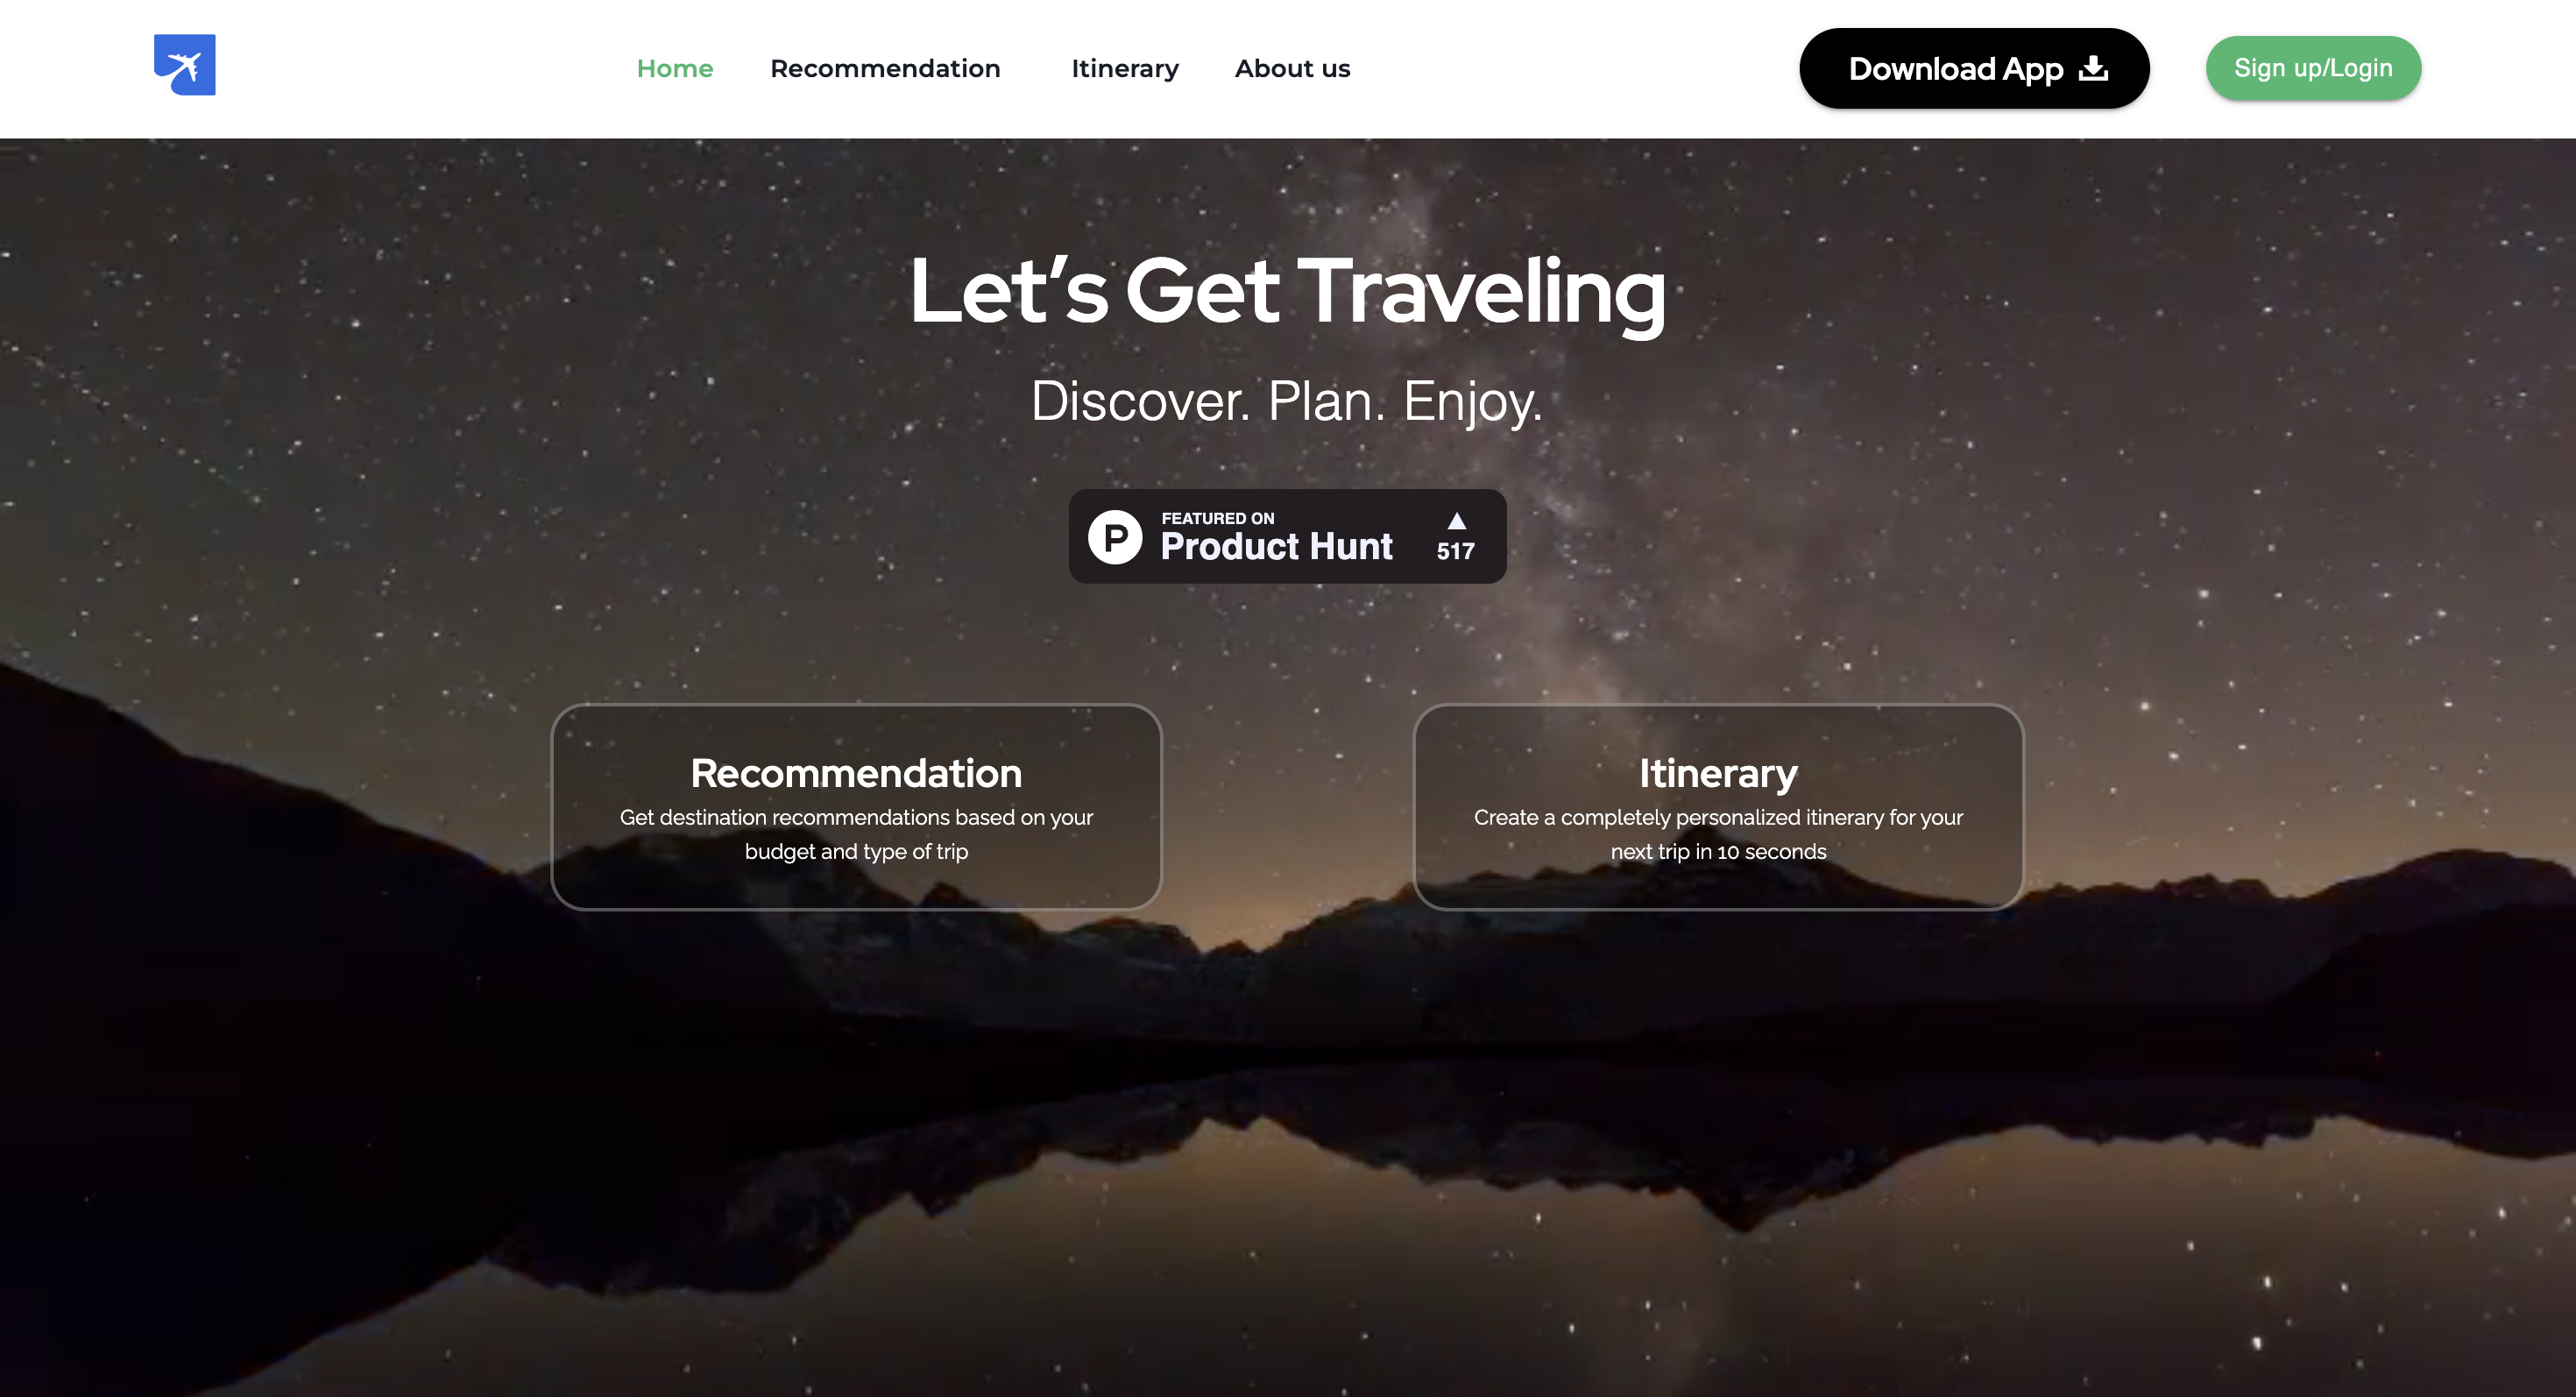 Home
Recommendation
Itinerary
About us
Download App
Sign up/Login
Let’s Get Traveling
Discover. Plan. Enjoy.
P
FEATURED ON
Product Hunt
▲
517
Recommendation
Get destination recommendations based on your
budget and type of trip
Itinerary
Create a completely personalized itinerary for your
next trip in 10 seconds